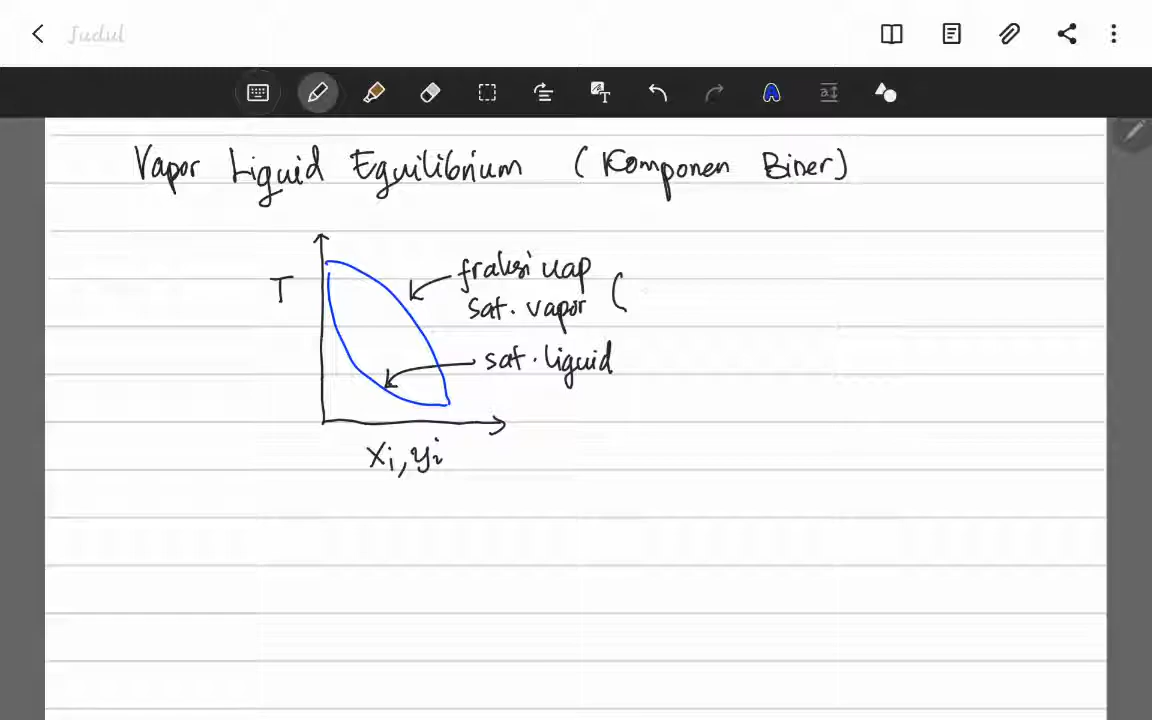 Judul
Vapor Liquid Equilibrium (Komponen Biner)
T
fraksi uap
sat. vapor (
sat. liquid
xi, yi